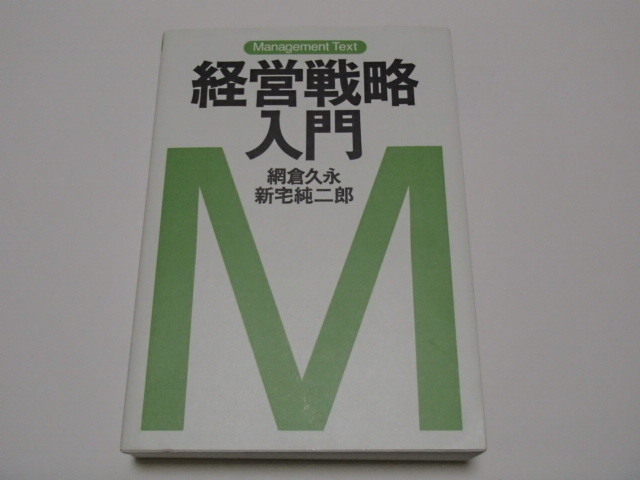 Management Text
経営戦略
入門
網倉久永
新宅純二郎
M